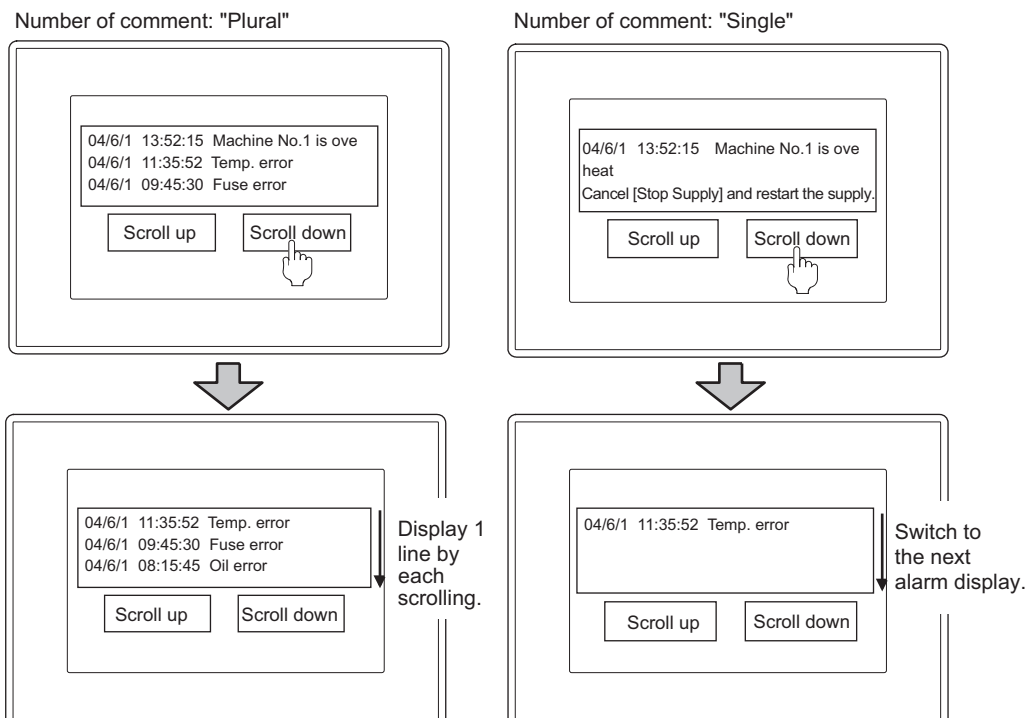 Number of comment: "Plural"
04/6/1 13:52:15 Machine No.1 is ove
04/6/1 11:35:52 Temp. error
04/6/1 09:45:30 Fuse error
Scroll up
Scroll down
Number of comment: "Single"
04/6/1 13:52:15 Machine No.1 is ove
heat
Cancel [Stop Supply] and restart the supply.
Scroll up
Scroll down
04/6/1 11:35:52 Temp. error
04/6/1 09:45:30 Fuse error
04/6/1 08:15:45 Oil error
Scroll up
Scroll down
Display 1
line by
each
scrolling.
04/6/1 11:35:52 Temp. error
Scroll up
Scroll down
Switch to
the next
alarm display.